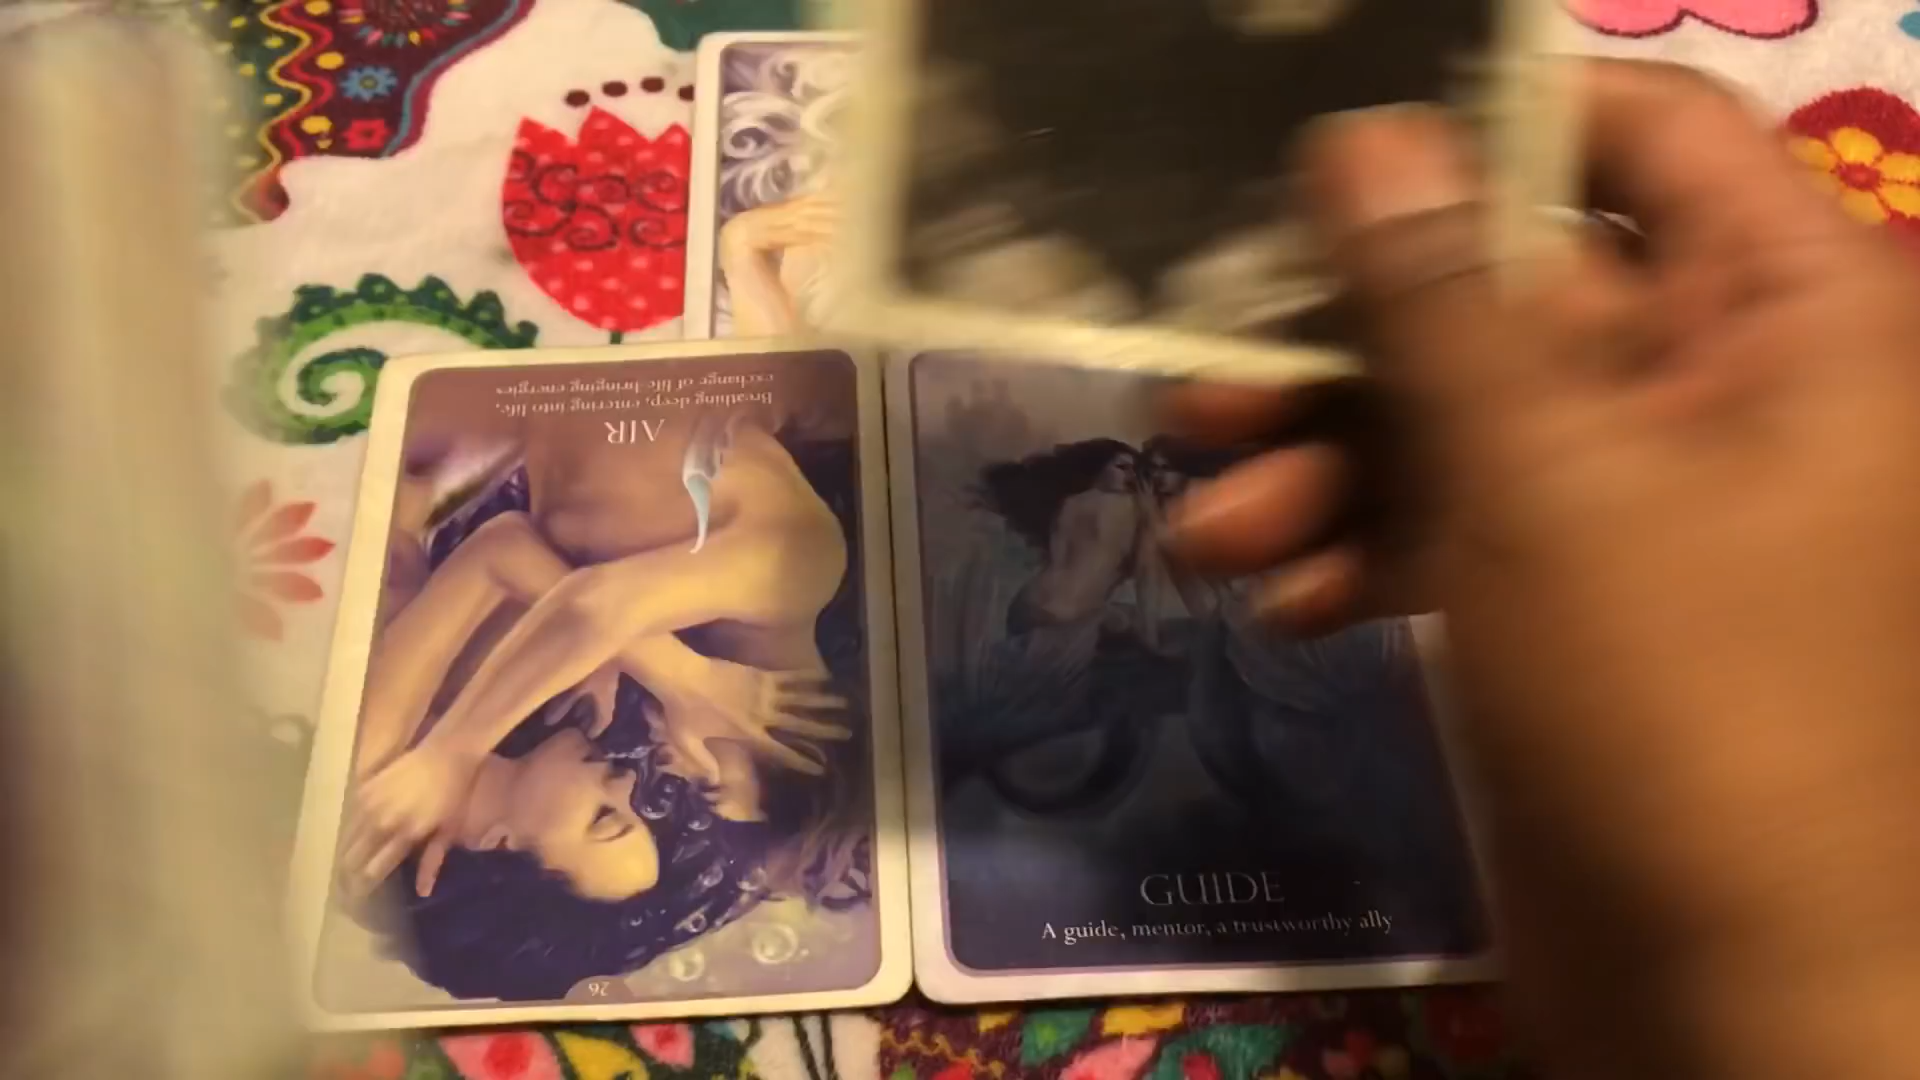 AIR
Breathing deep, entering into life,
exchange of life-bringing energies
26
GUIDE
A guide, mentor, a trustworthy ally